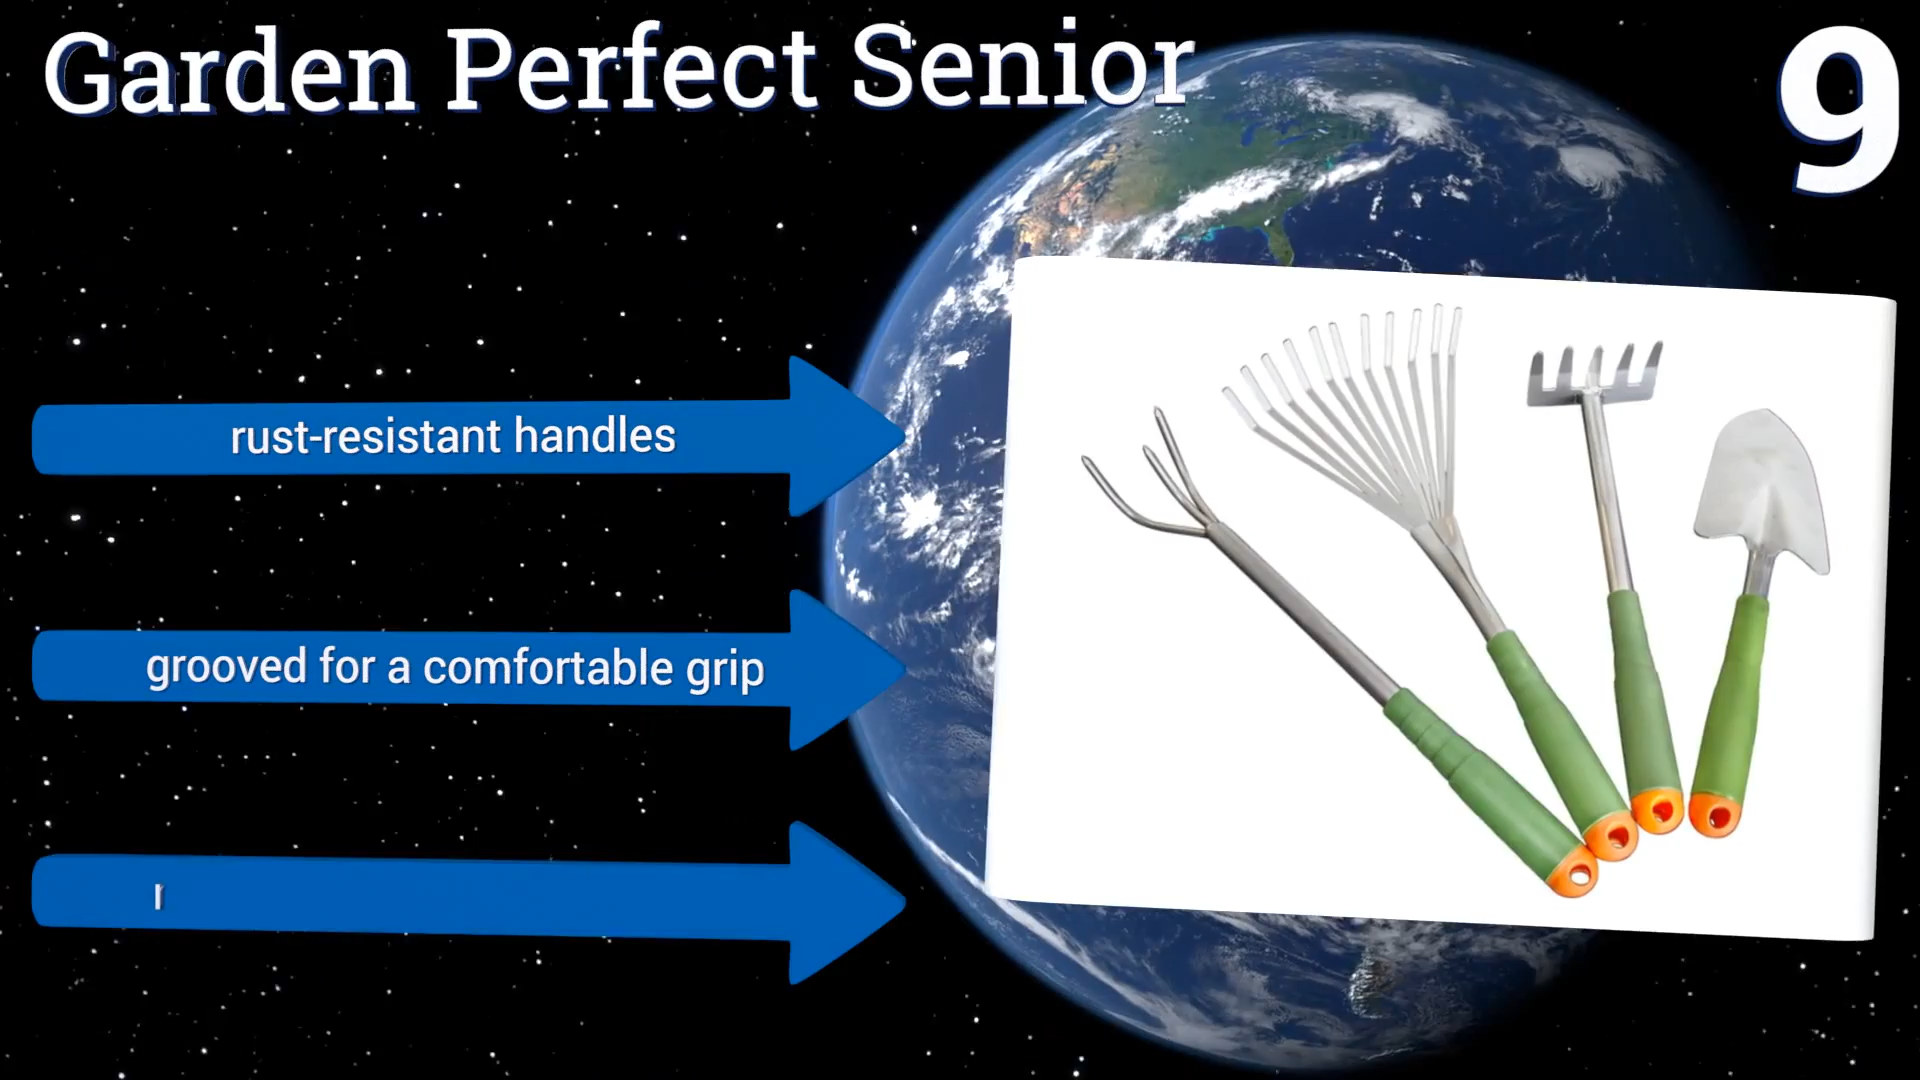 Garden Perfect Senior
9
rust-resistant handles
grooved for a comfortable grip